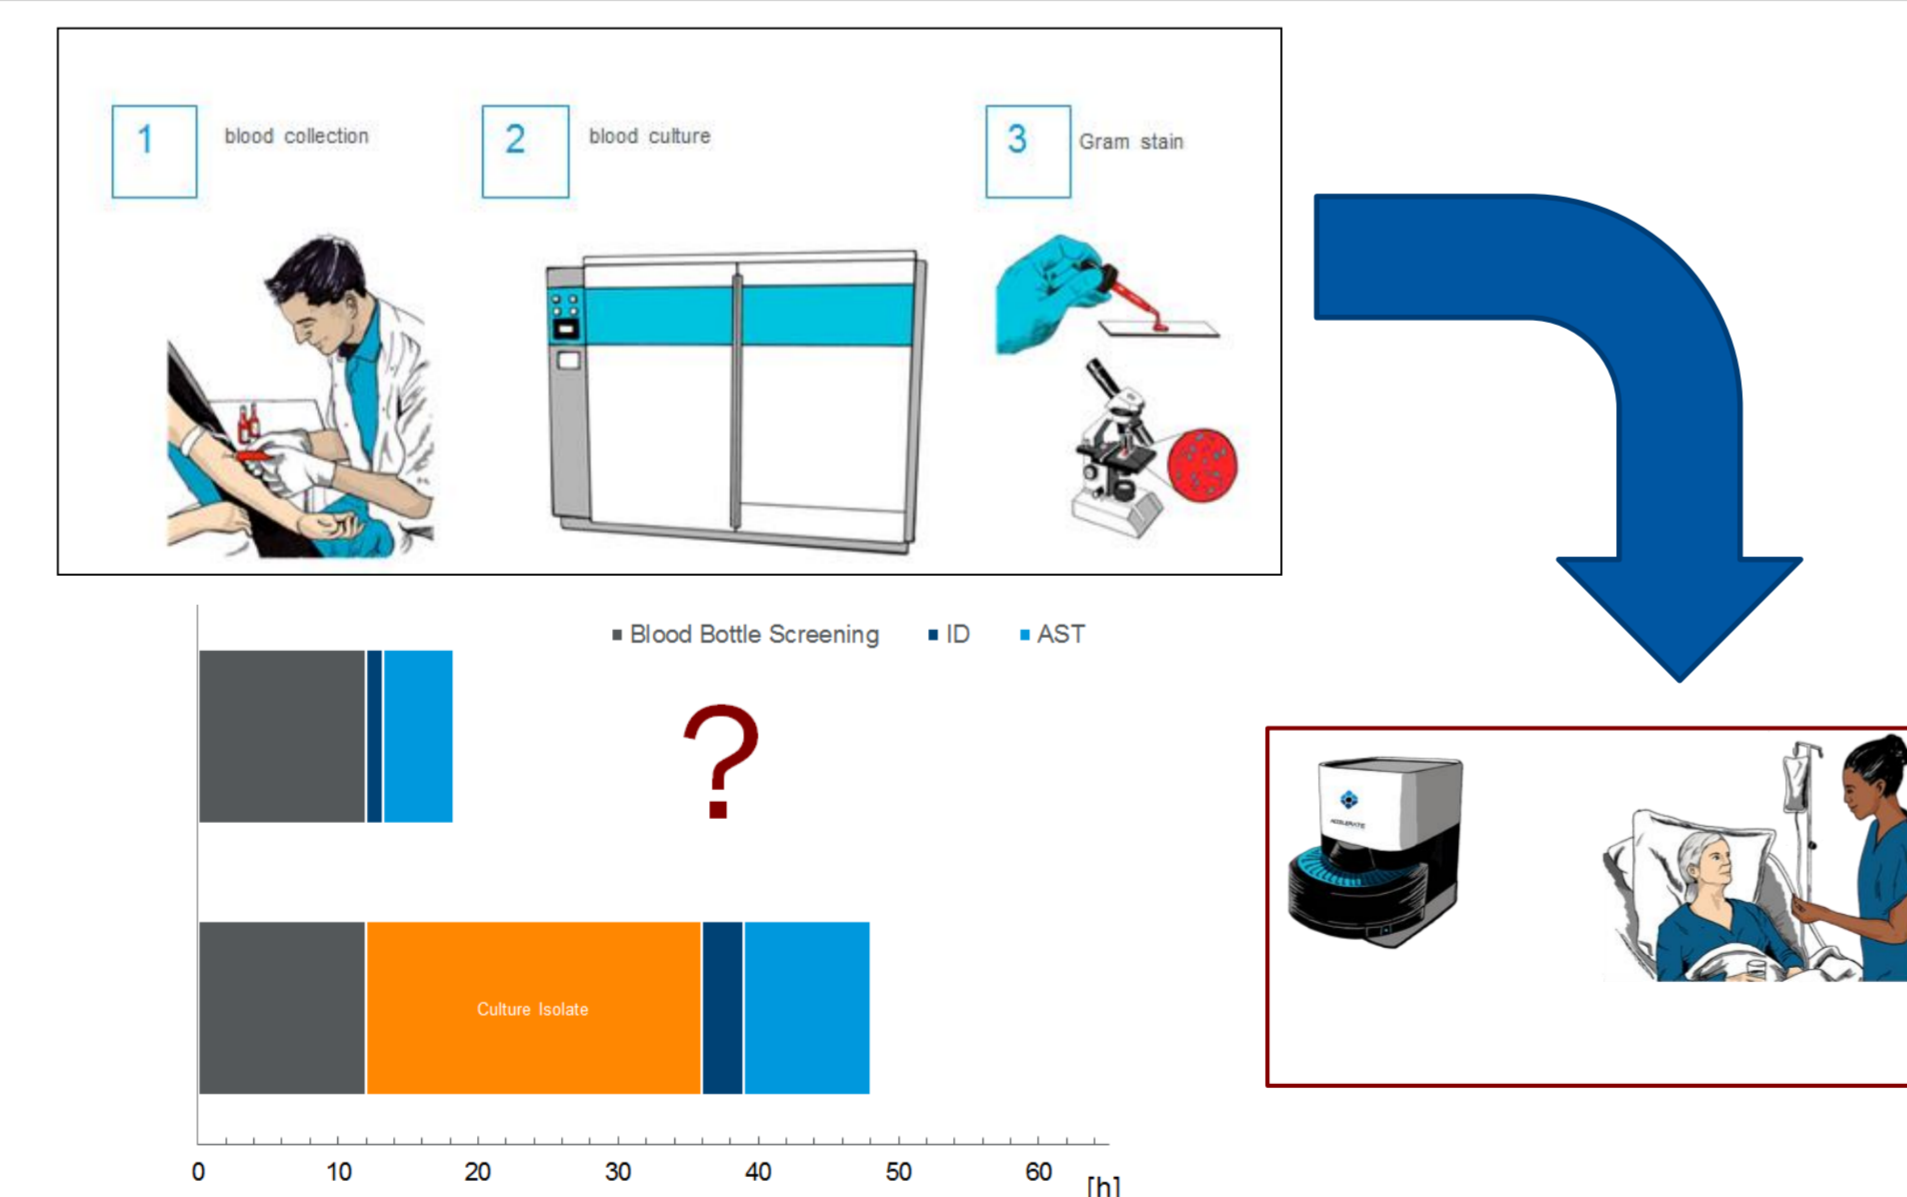 1 blood collection
2 blood culture
3 Gram stain
■ Blood Bottle Screening ■ ID ■ AST
?
Culture Isolate
0 10 20 30 40 50 60 [h]
ACCELERATE